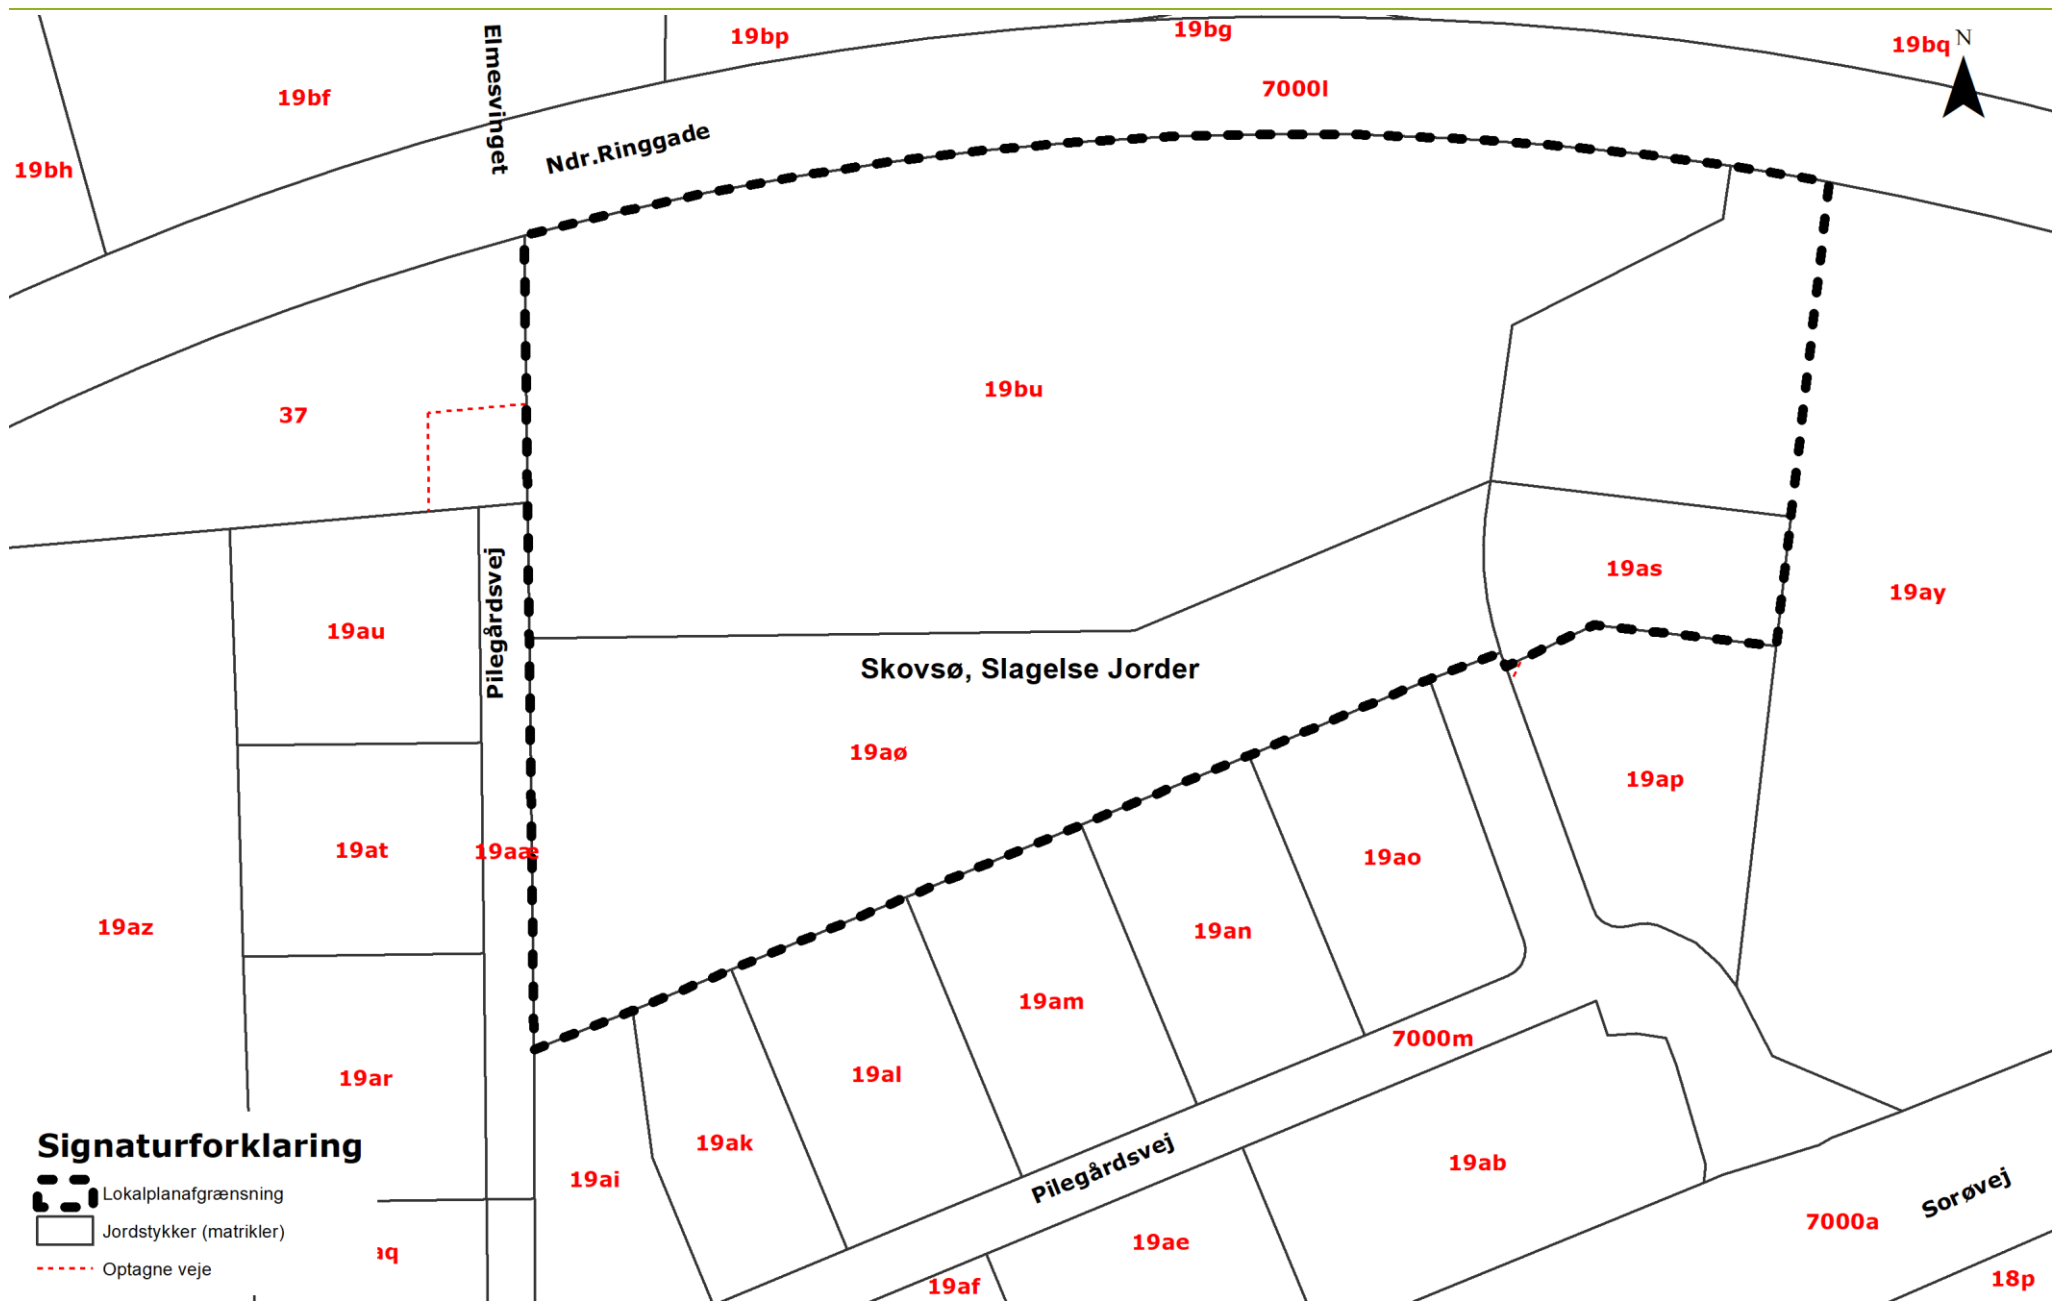 19bp
19bg
19bq
N
Elmesvinget
19bf
7000l
Ndr.Ringgade
19bh
19bu
37
19as
19ay
Pilegårdsvej
19au
Skovsø, Slagelse Jorder
19aø
19ap
19at
19aæ
19ao
19az
19an
19am
7000m
19al
19ar
19ak
19ai
Pilegårdsvej
19ab
Sorøvej
7000a
19ae
19af
18p
aq
Signaturforklaring
Lokalplanafgrænsning
Jordstykker (matrikler)
Optagne veje